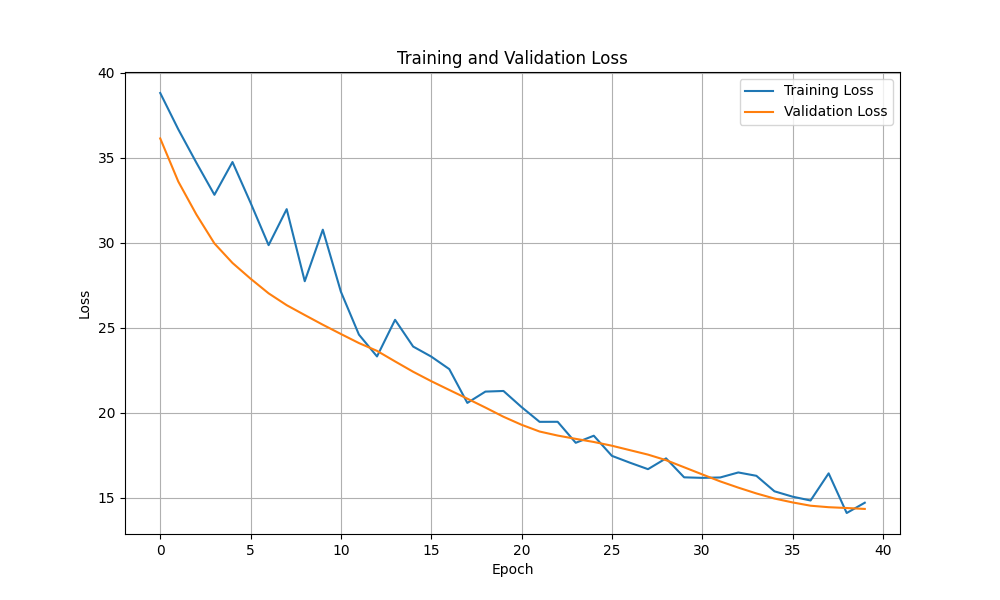 Training and Validation Loss
Training Loss
Validation Loss
Loss
40
35
30
25
20
15
0 5 10 15 20 25 30 35 40
Epoch